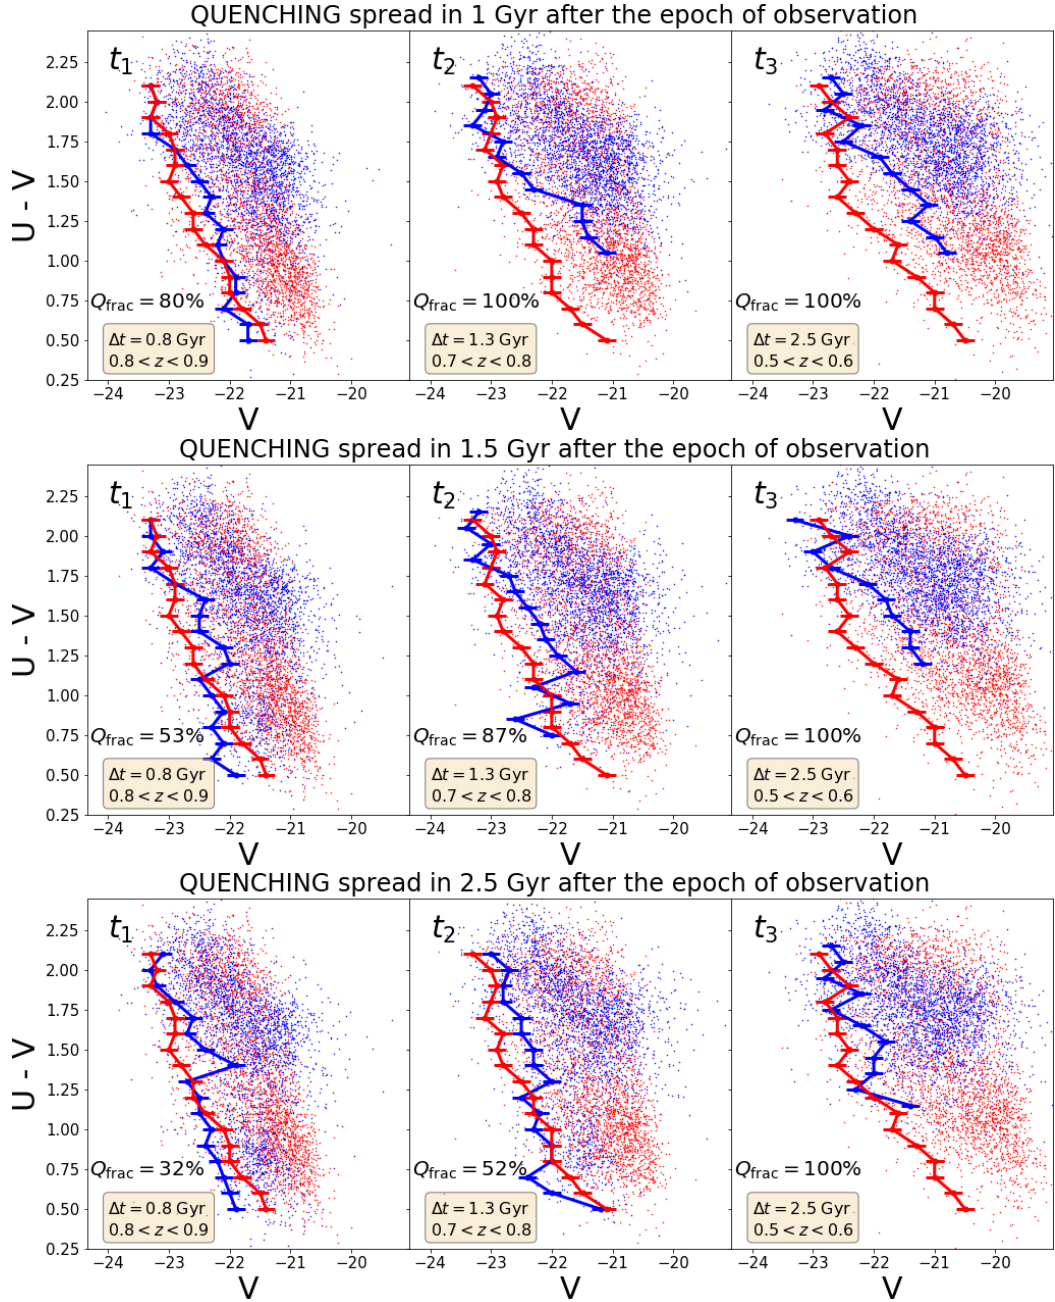 QUENCHING spread in 1 Gyr after the epoch of observation
t1 t2 t3
2.25
2.00
1.75
1.50
1.25
1.00
0.75
0.50
0.25
U - V
Qfrac = 80% Qfrac = 100% Qfrac = 100%
Δt = 0.8 Gyr Δt = 1.3 Gyr Δt = 2.5 Gyr
0.8 < z < 0.9 0.7 < z < 0.8 0.5 < z < 0.6
−24 −23 −22 −21 −20 −24 −23 −22 −21 −20 −24 −23 −22 −21 −20
V V V
QUENCHING spread in 1.5 Gyr after the epoch of observation
t1 t2 t3
2.25
2.00
1.75
1.50
1.25
1.00
0.75
0.50
0.25
U - V
Qfrac = 53% Qfrac = 87% Qfrac = 100%
Δt = 0.8 Gyr Δt = 1.3 Gyr Δt = 2.5 Gyr
0.8 < z < 0.9 0.7 < z < 0.8 0.5 < z < 0.6
−24 −23 −22 −21 −20 −24 −23 −22 −21 −20 −24 −23 −22 −21 −20
V V V
QUENCHING spread in 2.5 Gyr after the epoch of observation
t1 t2 t3
2.25
2.00
1.75
1.50
1.25
1.00
0.75
0.50
0.25
U - V
Qfrac = 32% Qfrac = 52% Qfrac = 100%
Δt = 0.8 Gyr Δt = 1.3 Gyr Δt = 2.5 Gyr
0.8 < z < 0.9 0.7 < z < 0.8 0.5 < z < 0.6
−24 −23 −22 −21 −20 −24 −23 −22 −21 −20 −24 −23 −22 −21 −20
V V V